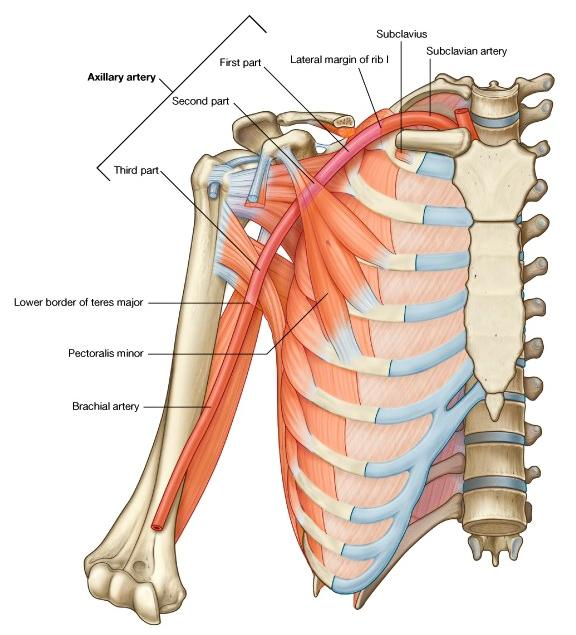 Subclavius
Subclavian artery
Lateral margin of rib I
First part
Axillary artery
Second part
Third part
Lower border of teres major
Pectoralis minor
Brachial artery